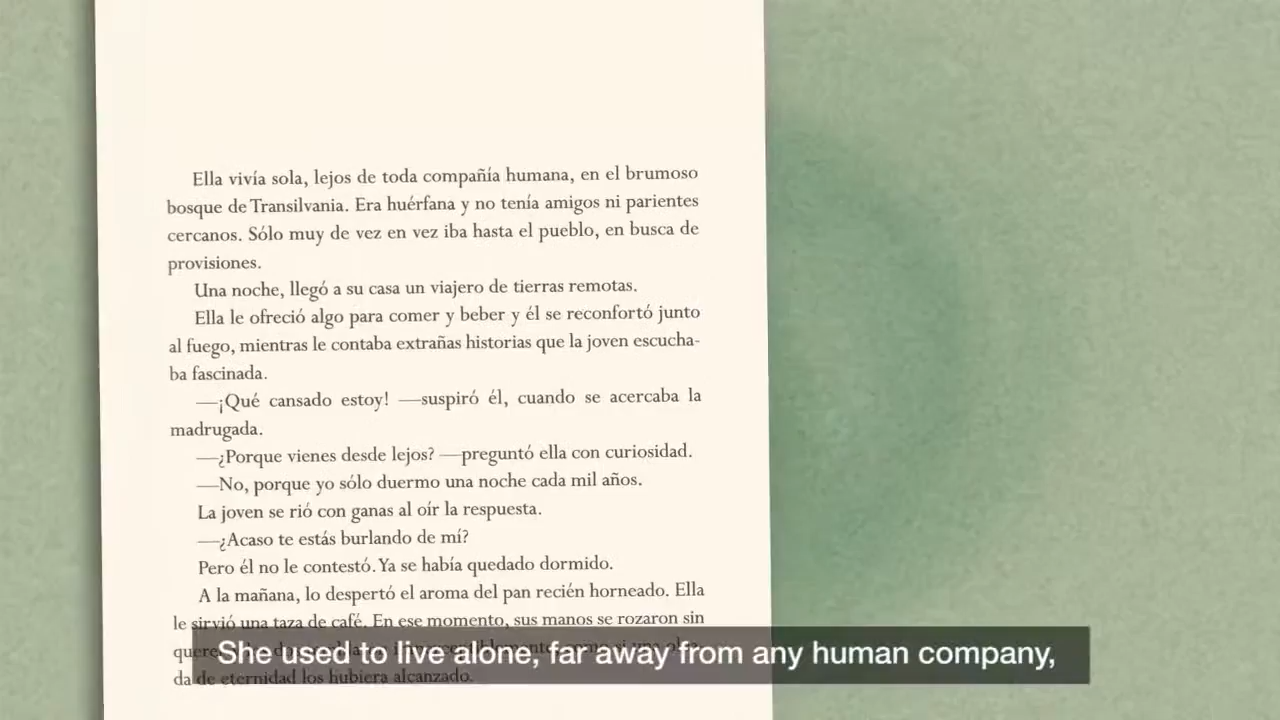 Ella vivía sola, lejos de toda compañía humana, en el brumoso
bosque de Transilvania. Era huérfana y no tenía amigos ni parientes
cercanos. Sólo muy de vez en vez iba hasta el pueblo, en busca de
provisiones.
Una noche, llegó a su casa un viajero de tierras remotas.
Ella le ofreció algo para comer y beber y él se reconfortó junto
al fuego, mientras le contaba extrañas historias que la joven escucha-
ba fascinada.
—¡Qué cansado estoy! —suspiró él, cuando se acercaba la
madrugada.
—¿Porque vienes desde lejos? —preguntó ella con curiosidad.
—No, porque yo sólo duermo una noche cada mil años.
La joven se rió con ganas al oír la respuesta.
—¿Acaso te estás burlando de mí?
Pero él no le contestó. Ya se había quedado dormido.
A la mañana, lo despertó el aroma del pan recién horneado. Ella
le sirvió una taza de café. En ese momento, sus manos se rozaron sin
da de eternidad los hubiera alcanzado.
She used to live alone, far away from any human company,